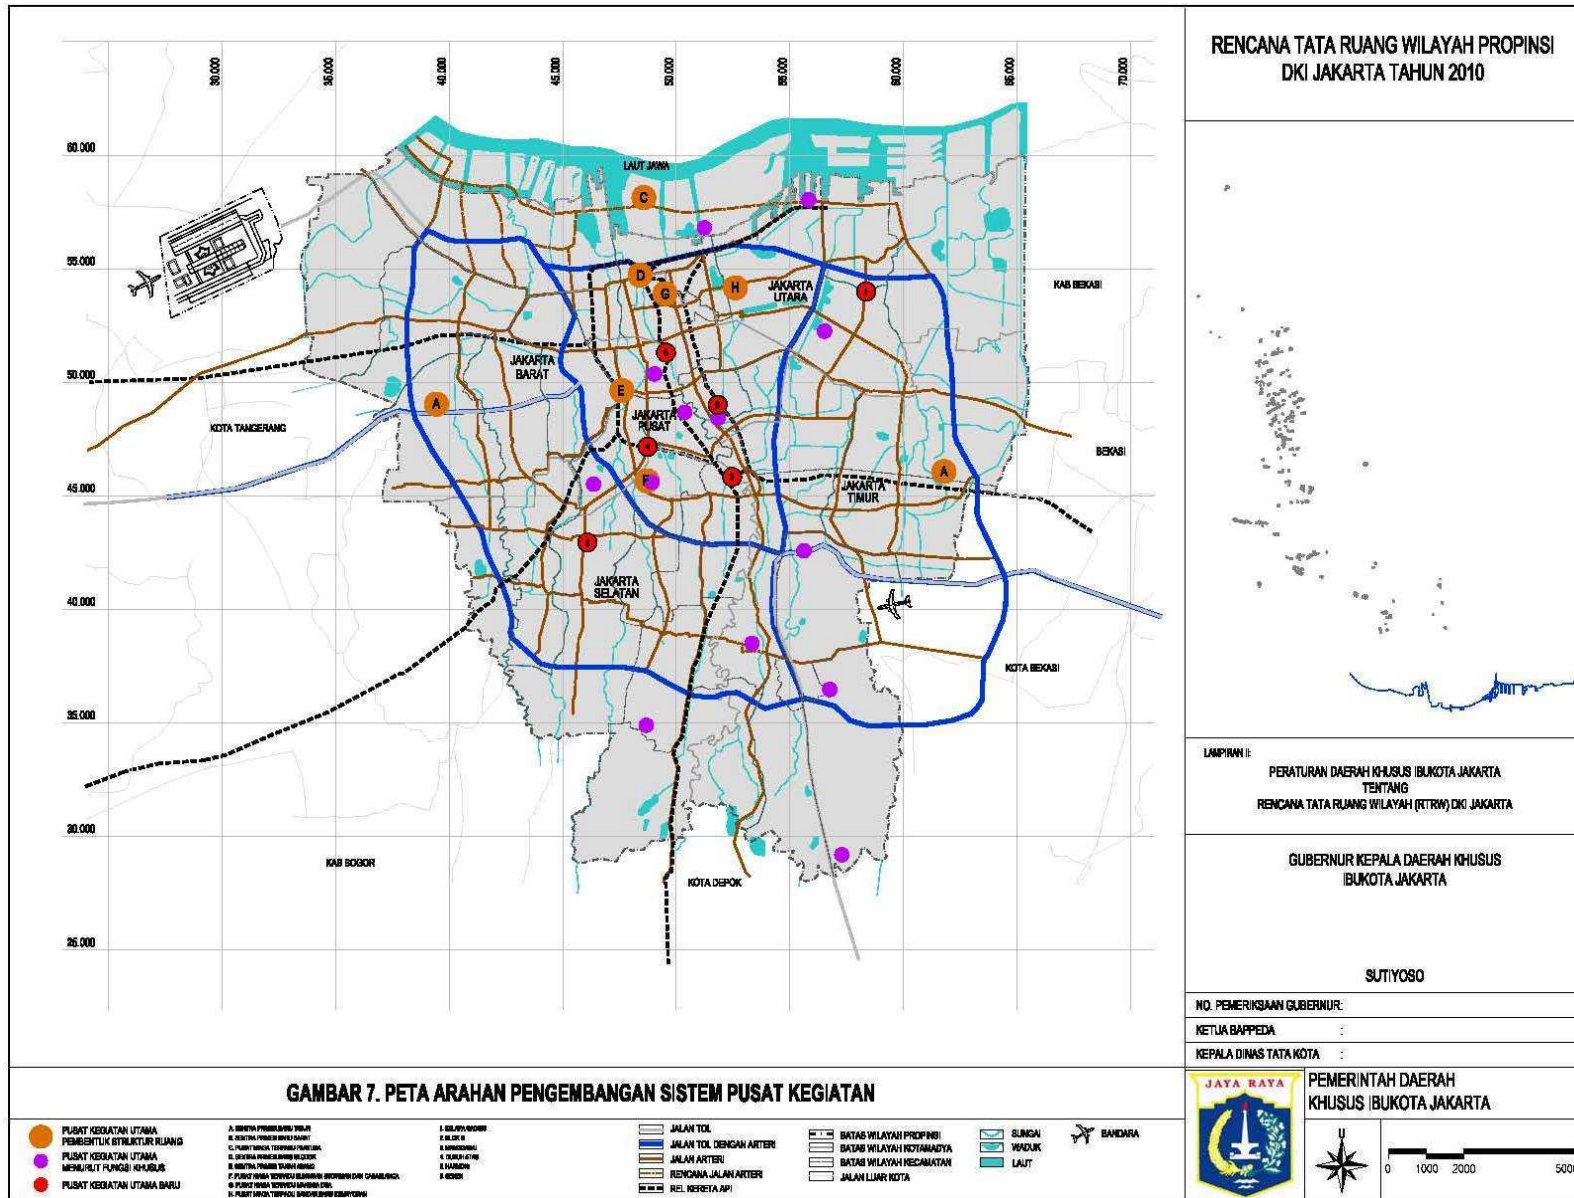 RENCANA TATA RUANG WILAYAH PROPINSI
DKI JAKARTA TAHUN 2010
30.000
35.000
40.000
45.000
50.000
55.000
60.000
65.000
70.000
60.000
55.000
50.000
45.000
40.000
35.000
30.000
25.000
LAUT JAWA
C
D
G
H
JAKARTA
UTARA
KAB BEKASI
JAKARTA
BARAT
E
A
JAKARTA
PUSAT
KOTA TANGERANG
BEKASI
F
A
JAKARTA
TIMUR
JAKARTA
SELATAN
KOTA BEKASI
KAB BOGOR
KOTA DEPOK
LAMPIRAN II:
PERATURAN DAERAH KHUSUS IBUKOTA JAKARTA
TENTANG
RENCANA TATA RUANG WILAYAH (RTRW) DKI JAKARTA
GUBERNUR KEPALA DAERAH KHUSUS
IBUKOTA JAKARTA
SUTIYOSO
NO. PEMERIKSAAN GUBERNUR:
KETUA BAPPEDA :
KEPALA DINAS TATA KOTA :
GAMBAR 7. PETA ARAHAN PENGEMBANGAN SISTEM PUSAT KEGIATAN
PUSAT KEGIATAN UTAMA
PEMBENTUK STRUKTUR RUANG
PUSAT KEGIATAN UTAMA
MENURUT FUNGSI KHUSUS
PUSAT KEGIATAN UTAMA BARU
JALAN TOL
JALAN TOL DENGAN ARTERI
JALAN ARTERI
RENCANA JALAN ARTERI
REL KERETA API
BATAS WILAYAH PROPINSI
BATAS WILAYAH KOTAMADYA
BATAS WILAYAH KECAMATAN
JALAN LUAR KOTA
SUNGAI
WADUK
LAUT
BANDARA
JAYA RAYA
PEMERINTAH DAERAH
KHUSUS IBUKOTA JAKARTA
U
0 1000 2000 5000